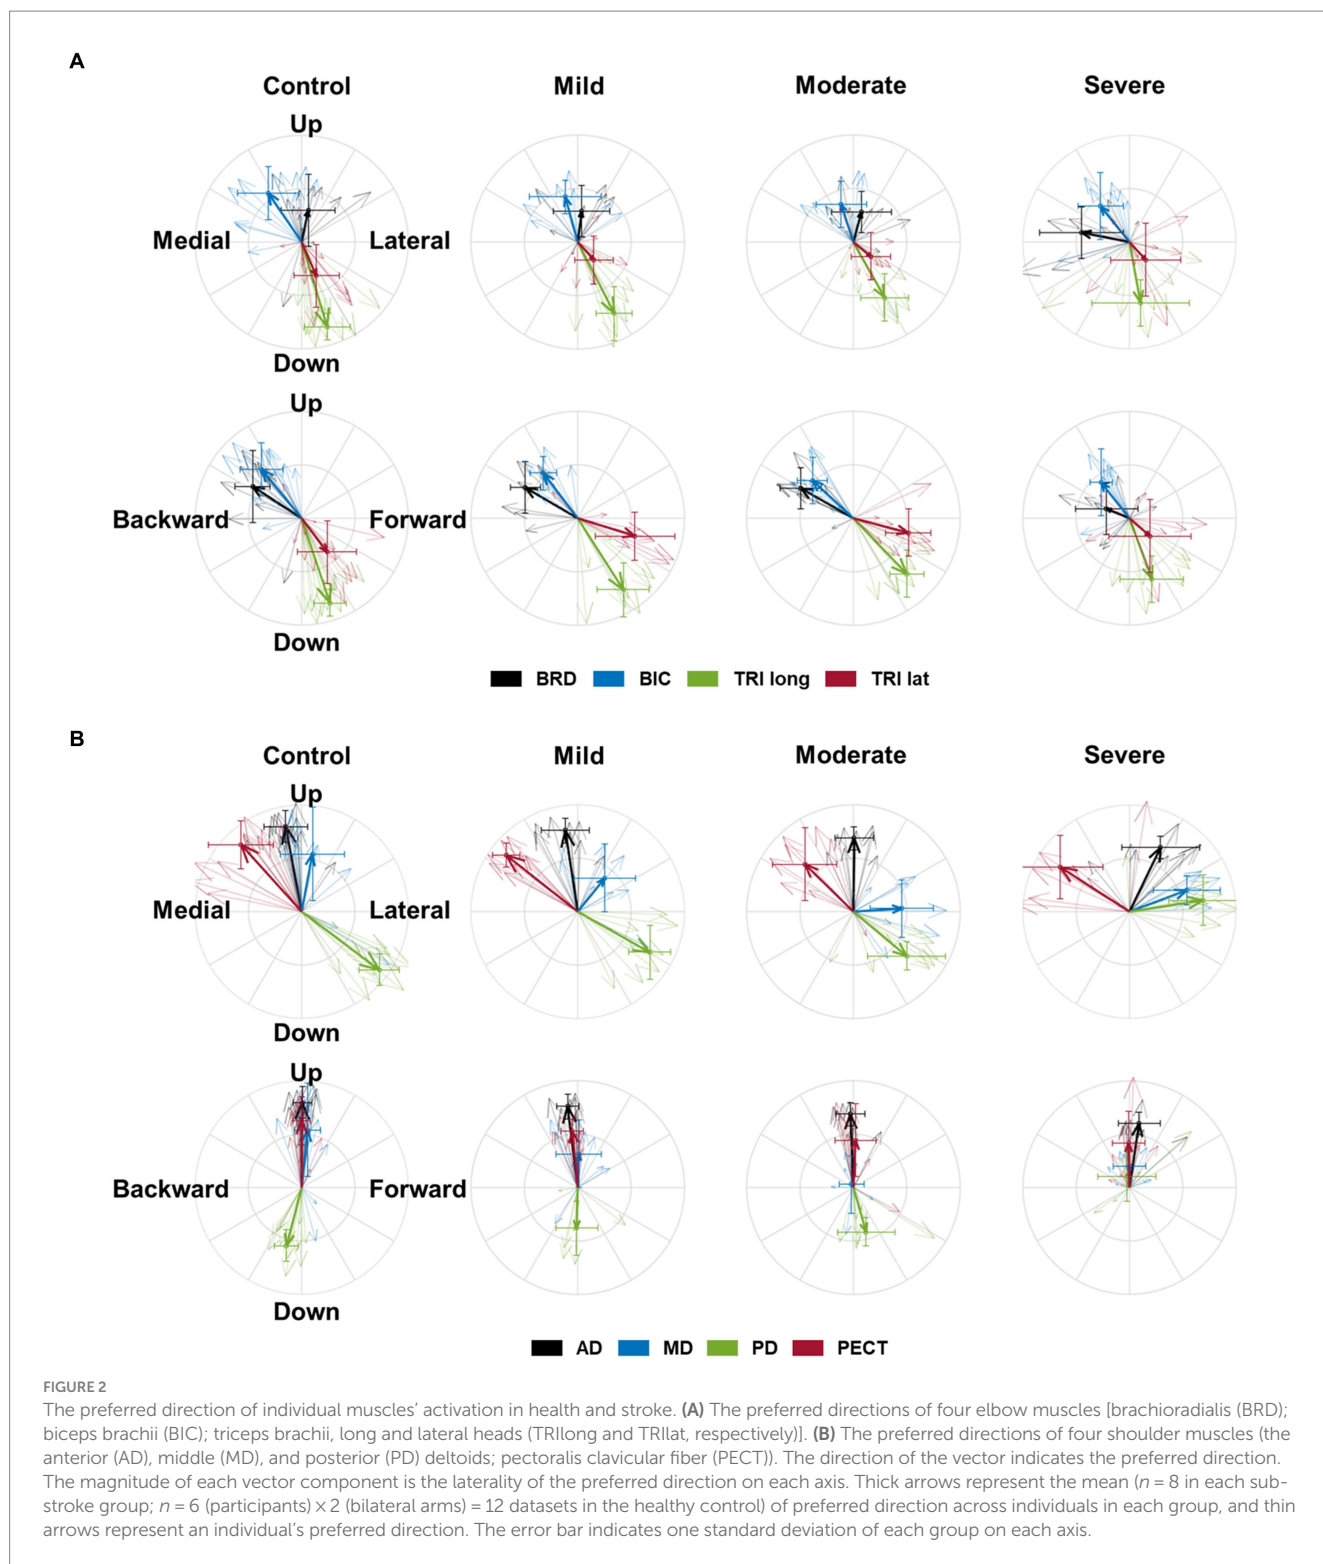 A
Control
Mild
Moderate
Severe
Up
Medial
Lateral
Down
Up
Backward
Forward
Down
BRD
BIC
TRI long
TRI lat
B
Control
Mild
Moderate
Severe
Up
Medial
Lateral
Down
Up
Backward
Forward
Down
AD
MD
PD
PECT
FIGURE 2
The preferred direction of individual muscles’ activation in health and stroke. (A) The preferred directions of four elbow muscles [brachioradialis (BRD);
biceps brachii (BIC); triceps brachii, long and lateral heads (TRIlong and TRIlat, respectively)]. (B) The preferred directions of four shoulder muscles (the
anterior (AD), middle (MD), and posterior (PD) deltoids; pectoralis clavicular fiber (PECT)). The direction of the vector indicates the preferred direction.
The magnitude of each vector component is the laterality of the preferred direction on each axis. Thick arrows represent the mean (n = 8 in each sub-
stroke group; n = 6 (participants) × 2 (bilateral arms) = 12 datasets in the healthy control) of preferred direction across individuals in each group, and thin
arrows represent an individual’s preferred direction. The error bar indicates one standard deviation of each group on each axis.